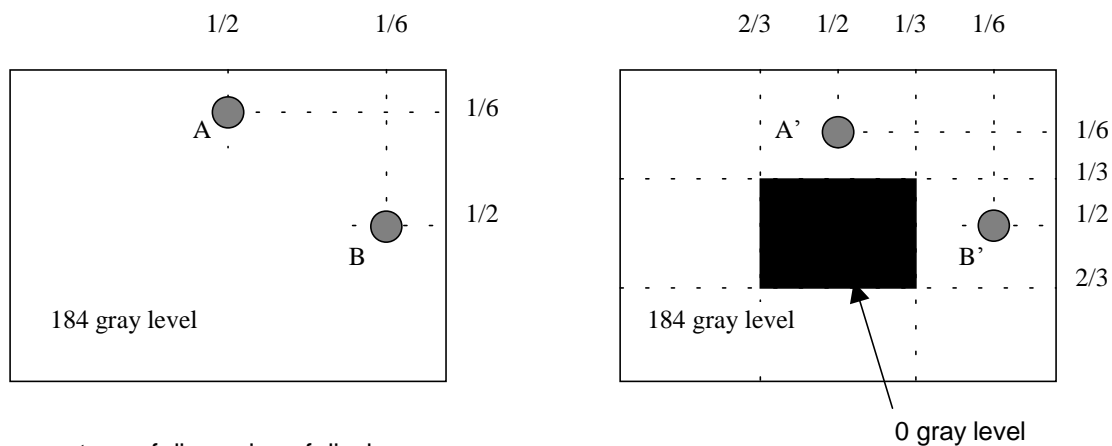 1/2 1/6
1/6
A
1/2
B
184 gray level
2/3 1/2 1/3 1/6
A’ 1/6
1/3
1/2
B’
2/3
184 gray level
0 gray level